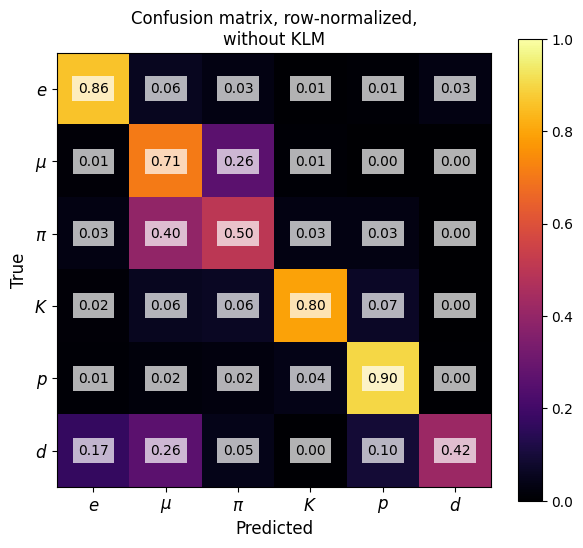 Confusion matrix, row-normalized,
without KLM
1.0
e 0.86 0.06 0.03 0.01 0.01 0.03
μ 0.01 0.71 0.26 0.01 0.00 0.00
0.8
π 0.03 0.40 0.50 0.03 0.03 0.00
0.6
True
K 0.02 0.06 0.06 0.80 0.07 0.00
0.4
p 0.01 0.02 0.02 0.04 0.90 0.00
0.2
d 0.17 0.26 0.05 0.00 0.10 0.42
0.0
e μ π K p d
Predicted